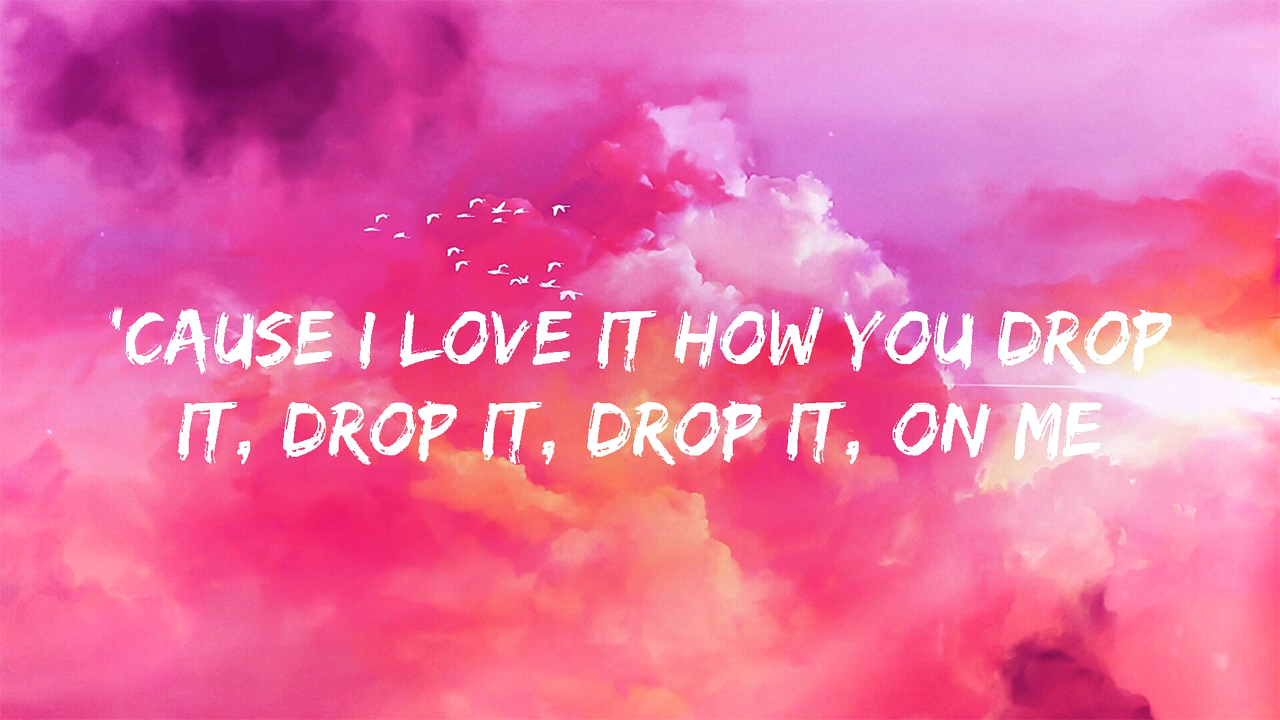 'CAUSE I LOVE IT HOW YOU DROP
IT, DROP IT, DROP IT, ON ME